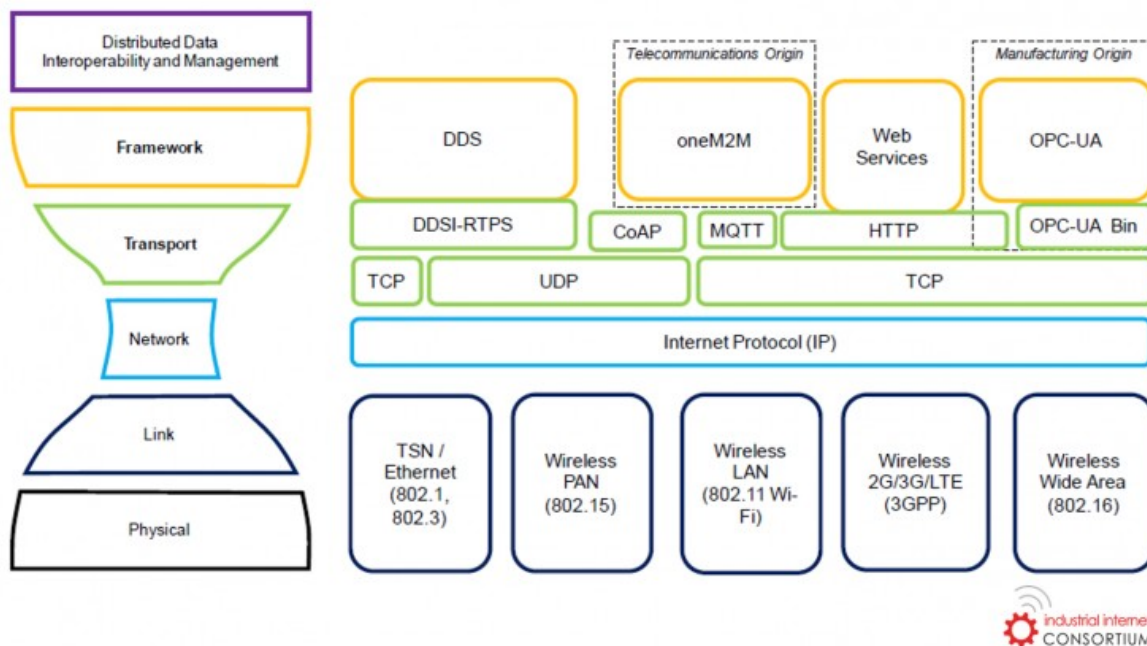 Distributed Data
Interoperability and Management
Framework
Transport
Network
Link
Physical
Telecommunications Origin
Manufacturing Origin
DDS
oneM2M
Web
Services
OPC-UA
DDSI-RTPS
CoAP
MQTT
HTTP
OPC-UA Bin
TCP
UDP
TCP
Internet Protocol (IP)
TSN /
Ethernet
(802.1,
802.3)
Wireless
PAN
(802.15)
Wireless
LAN
(802.11 Wi-
Fi)
Wireless
2G/3G/LTE
(3GPP)
Wireless
Wide Area
(802.16)
industrial interne
CONSORTIUM